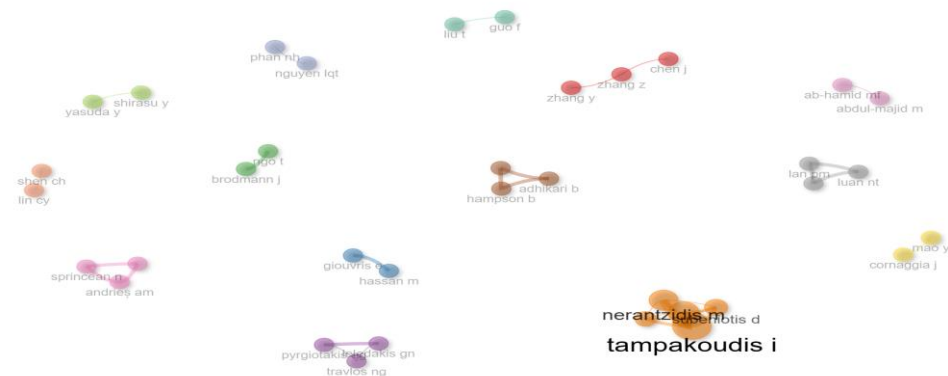 guo f
liu t
phan nh
nguyen lqt
chen j
zhang z
zhang y
ab-hamid mf
abdul-majid m
shirasu y
yasuda y
ngo t
brodmann j
shen ch
lin cy
adhikari b
hampson b
lan pm
luan nt
mao y
cornaggia j
sprincean n
andrieș am
giouvris
hassan m
nerantzidis m
tampakoudis i
travlos ng